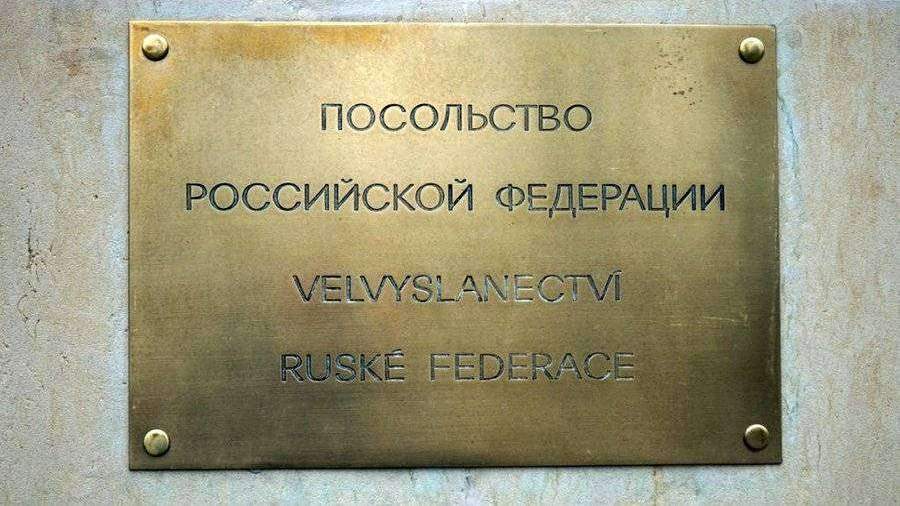 ПОСОЛЬСТВО
РОССИЙСКОЙ ФЕДЕРАЦИИ
VELVYSLANECTVÍ
RUSKÉ FEDERACE